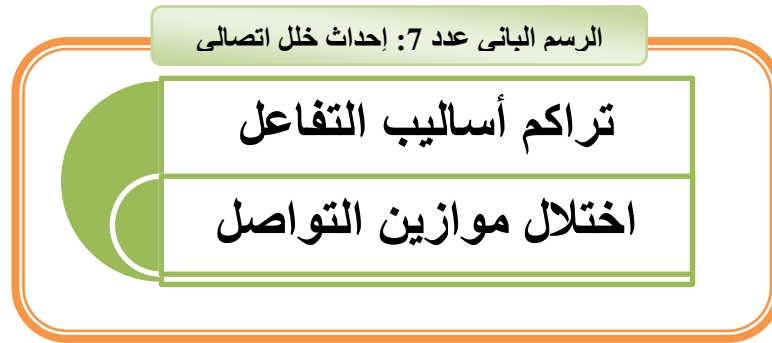 الرسم البانى عدد 7: إحداث خلل اتصالى
تراكم أساليب التفاعل
اختلال موازين التواصل